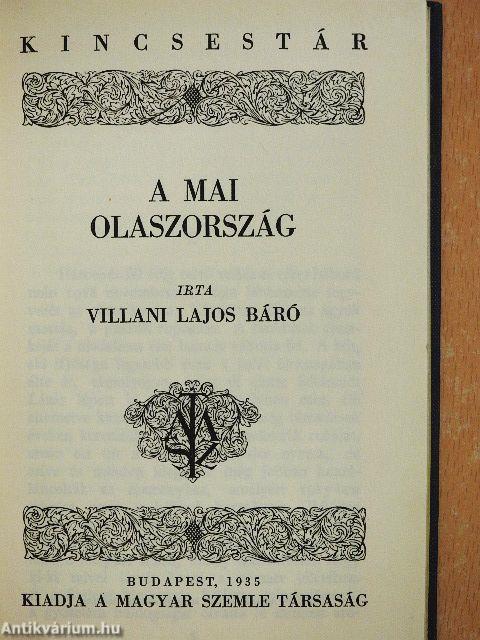 KINCSESTÁR
A MAI
OLASZORSZÁG
IRTA
VILLANI LAJOS BÁRÓ
BUDAPEST, 1935
KIADJA A MAGYAR SZEMLE TÁRSASÁG
Antikvárium.hu